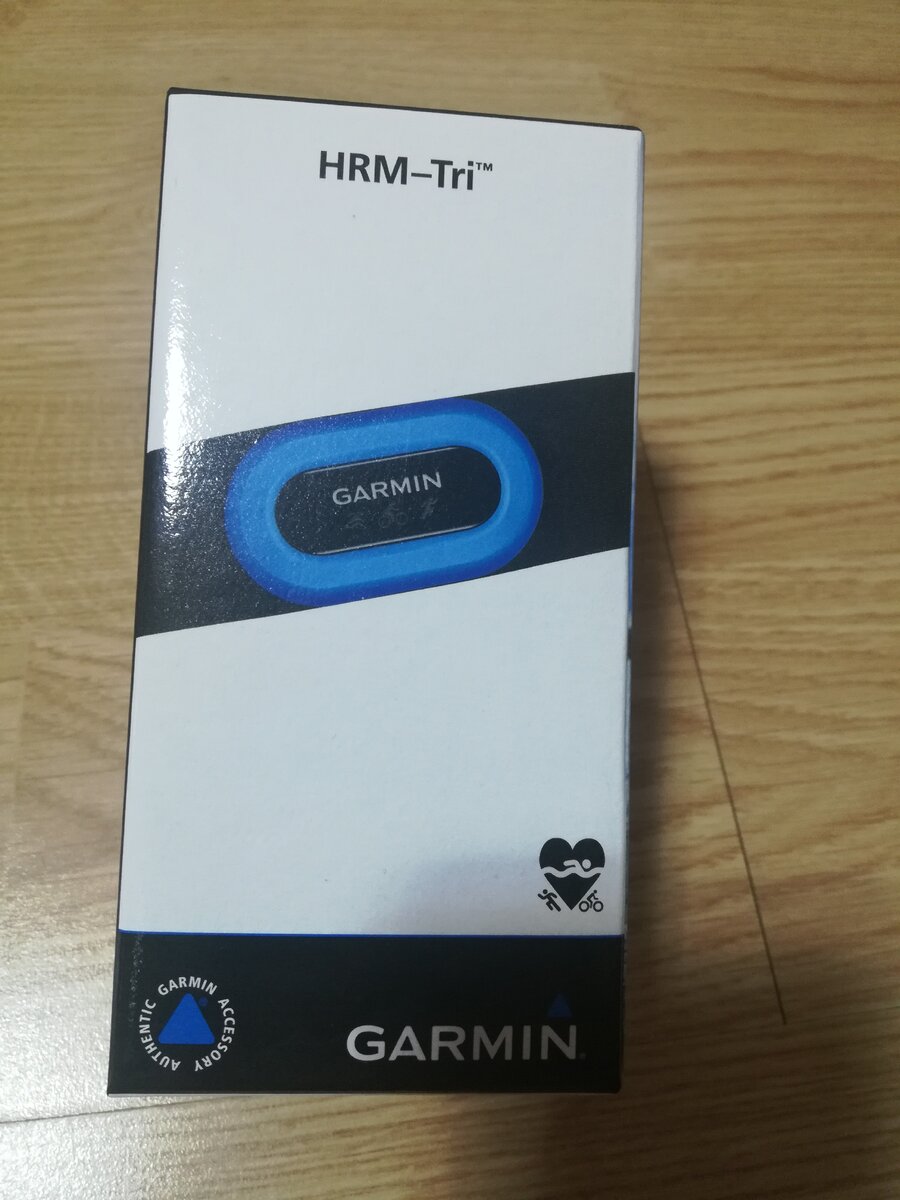 HRM–Tri™
GARMIN
AUTHENTIC GARMIN ACCESSORY
GARMIN®